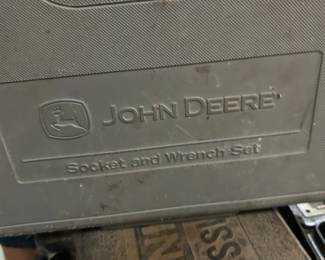 JOHN DEERE
Socket and Wrench Set